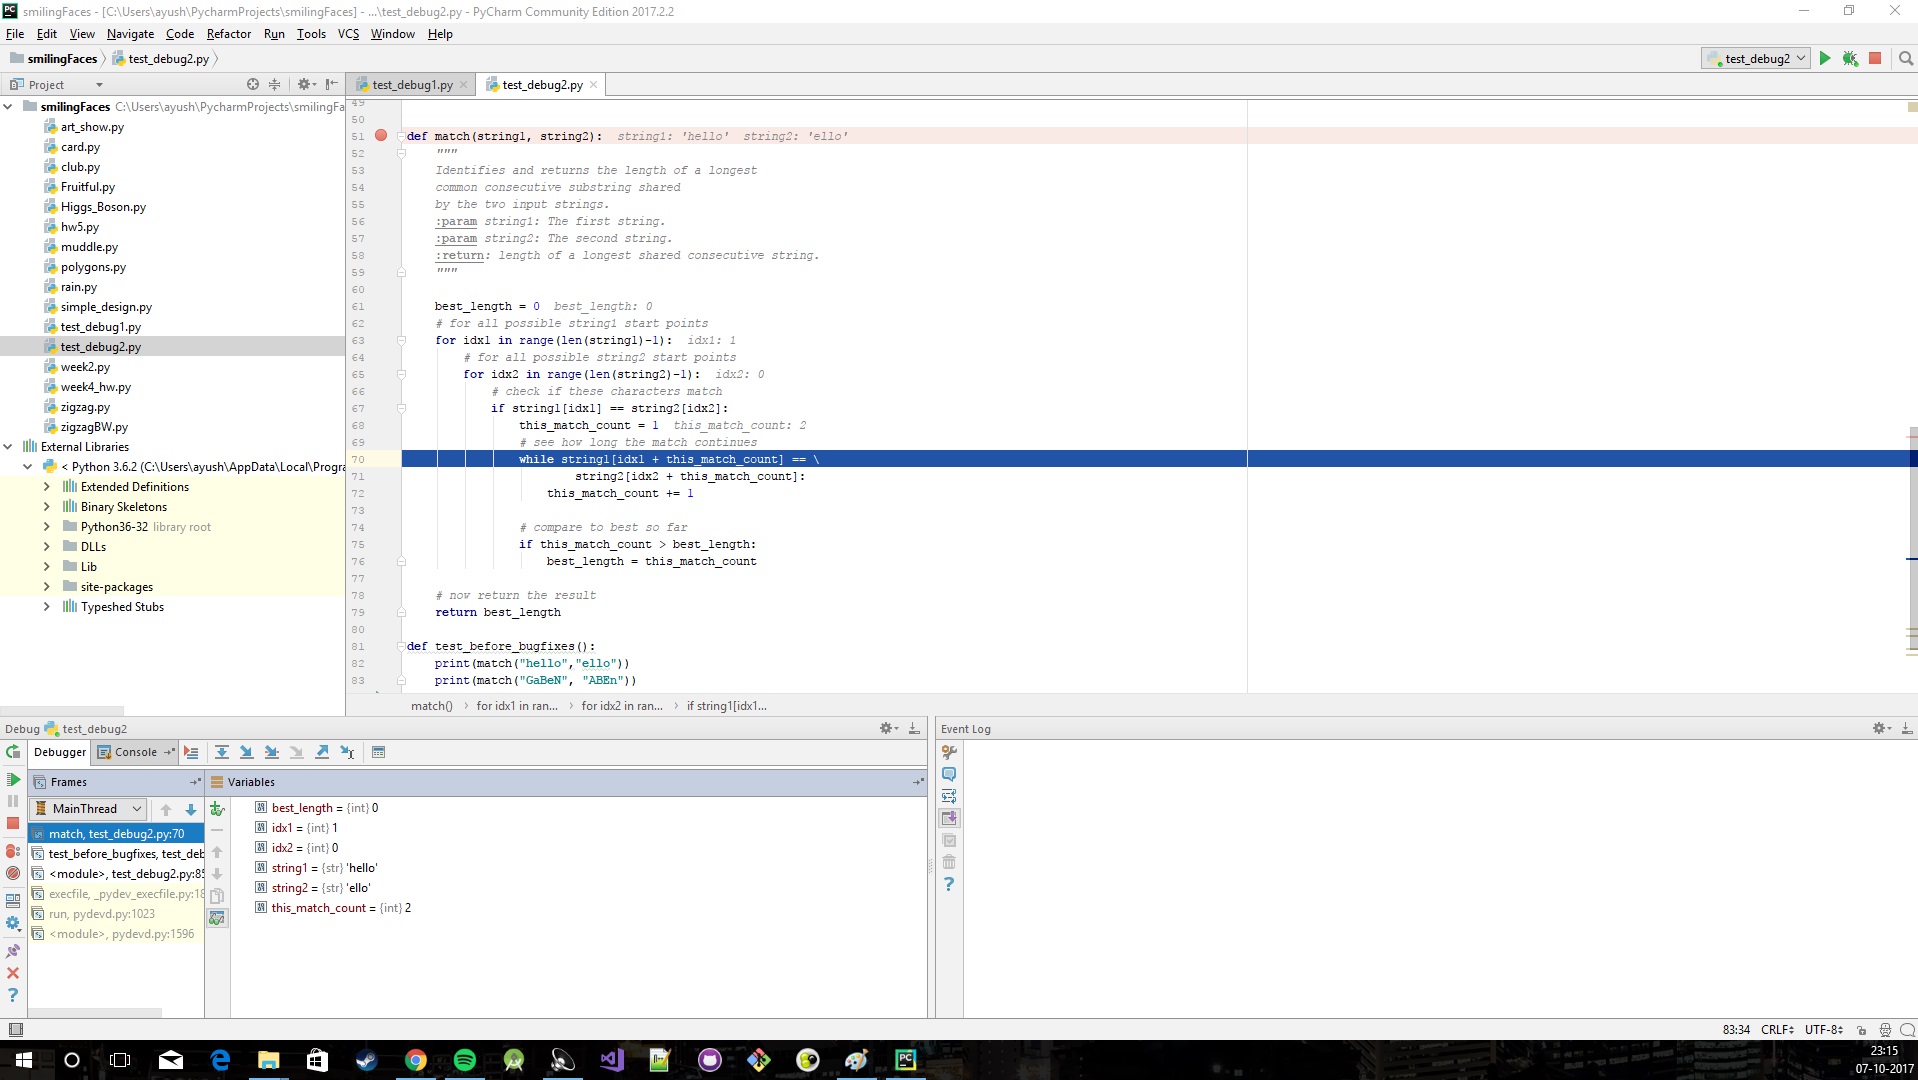 smilingFaces - [C:\Users\ayush\PycharmProjects\smilingFaces] - ...\test_debug2.py - PyCharm Community Edition 2017.2.2
File Edit View Navigate Code Refactor Run Tools VCS Window Help
smilingFaces test_debug2.py test_debug2
Project test_debug1.py test_debug2.py
smilingFaces C:\Users\ayush\PycharmProjects\smilingFa
art_show.py
card.py
club.py
Fruitful.py
Higgs_Boson.py
hw5.py
muddle.py
polygons.py
rain.py
simple_design.py
test_debug1.py
test_debug2.py
week2.py
week4_hw.py
zigzag.py
zigzagBW.py
External Libraries
< Python 3.6.2 (C:\Users\ayush\AppData\Local\Progra
Extended Definitions
Binary Skeletons
Python36-32 library root
DLLs
Lib
site-packages
Typeshed Stubs
49
50
51 def match(string1, string2): string1: 'hello' string2: 'ello'
52 """
53 Identifies and returns the length of a longest
54 common consecutive substring shared
55 by the two input strings.
56 :param string1: The first string.
57 :param string2: The second string.
58 :return: length of a longest shared consecutive string.
59 """
60
61 best_length = 0 best_length: 0
62 # for all possible string1 start points
63 for idx1 in range(len(string1)-1): idx1: 1
64 # for all possible string2 start points
65 for idx2 in range(len(string2)-1): idx2: 0
66 # check if these characters match
67 if string1[idx1] == string2[idx2]:
68 this_match_count = 1 this_match_count: 2
69 # see how long the match continues
70 while string1[idx1 + this_match_count] == \
71 string2[idx2 + this_match_count]:
72 this_match_count += 1
73
74 # compare to best so far
75 if this_match_count > best_length:
76 best_length = this_match_count
77
78 # now return the result
79 return best_length
80
81 def test_before_bugfixes():
82 print(match("hello","ello"))
83 print(match("GaBeN", "ABEn"))
match() for idx1 in ran... for idx2 in ran... if string1[idx1...
Debug test_debug2
Debugger Console
Frames Variables
MainThread
match, test_debug2.py:70
test_before_bugfixes, test_deb
<module>, test_debug2.py:85
execfile, _pydev_execfile.py:18
run, pydevd.py:1023
<module>, pydevd.py:1596
best_length = {int} 0
idx1 = {int} 1
idx2 = {int} 0
string1 = {str} 'hello'
string2 = {str} 'ello'
this_match_count = {int} 2
Event Log
83:34 CRLF UTF-8
23:15
07-10-2017